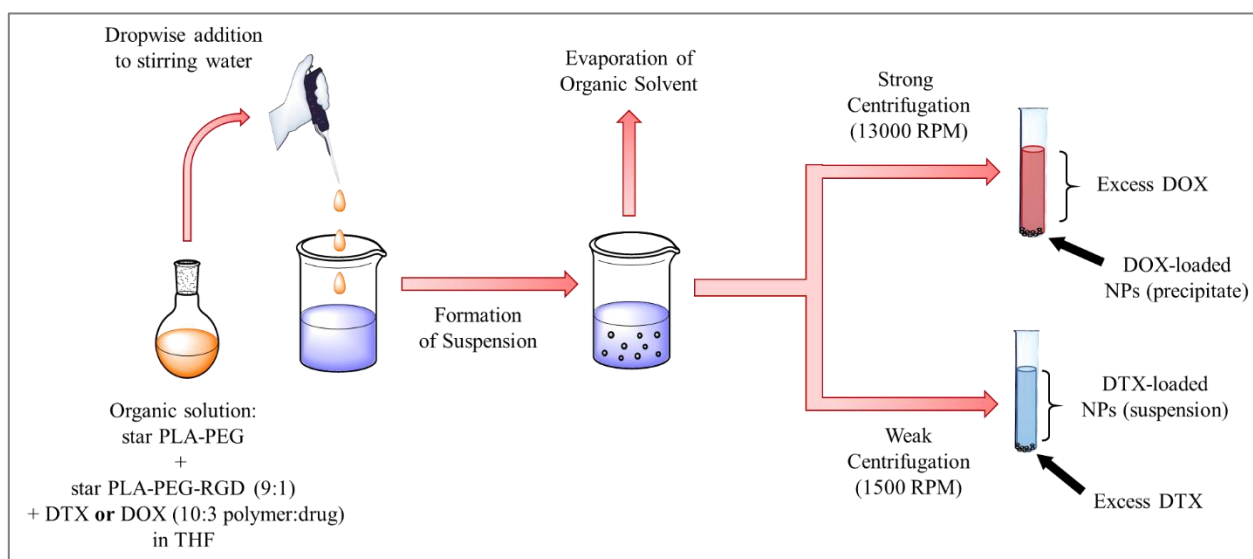 Dropwise addition
to stirring water
Organic solution:
star PLA-PEG
+
star PLA-PEG-RGD (9:1)
+ DTX or DOX (10:3 polymer:drug)
in THF
Formation
of Suspension
Evaporation of
Organic Solvent
Strong
Centrifugation
(13000 RPM)
Excess DOX
DOX-loaded
NPs (precipitate)
Weak
Centrifugation
(1500 RPM)
DTX-loaded
NPs (suspension)
Excess DTX